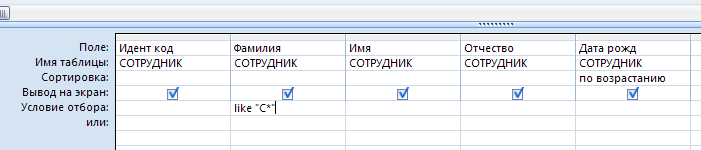 Поле: Идент код Фамилия Имя Отчество Дата рожд
Имя таблицы: СОТРУДНИК СОТРУДНИК СОТРУДНИК СОТРУДНИК СОТРУДНИК
Сортировка: по возрастанию
Вывод на экран:
Условие отбора: like "С*"
или: